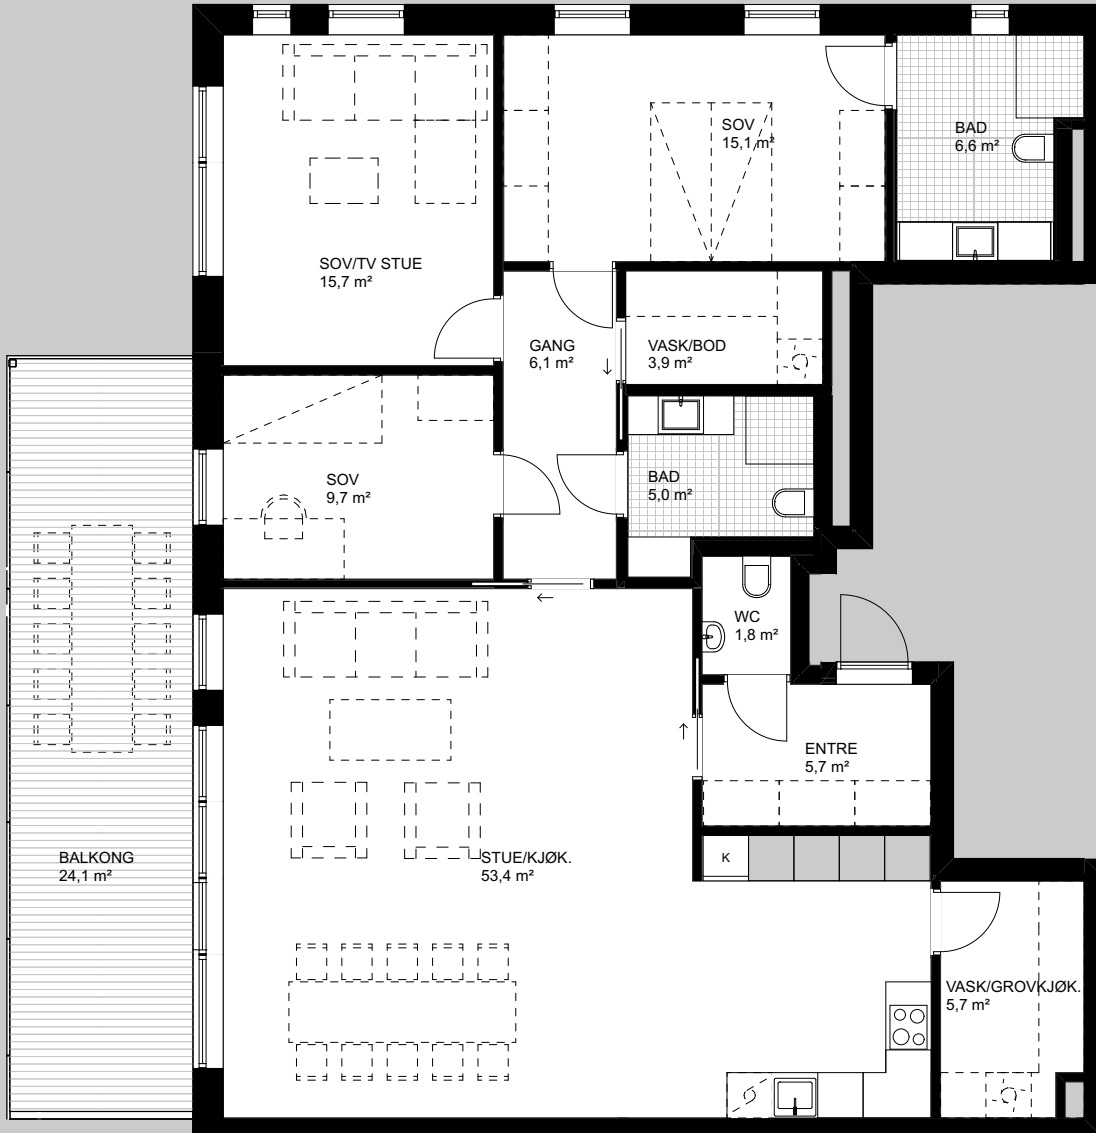 SOV
15,1 m²
BAD
6,6 m²
SOV/TV STUE
15,7 m²
GANG
6,1 m²
VASK/BOD
3,9 m²
SOV
9,7 m²
BAD
5,0 m²
WC
1,8 m²
ENTRE
5,7 m²
BALKONG
24,1 m²
STUE/KJØK.
53,4 m²
K
VASK/GROVKJØK.
5,7 m²